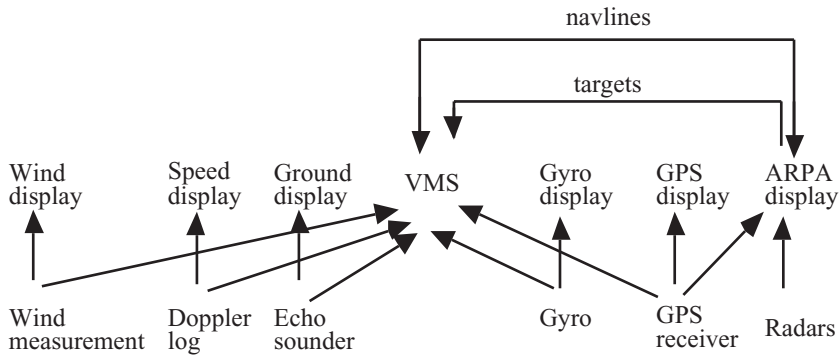 navlines
targets
Wind
display
Speed
display
Ground
display
VMS
Gyro
display
GPS
display
ARPA
display
Wind
measurement
Doppler
log
Echo
sounder
Gyro
GPS
receiver
Radars